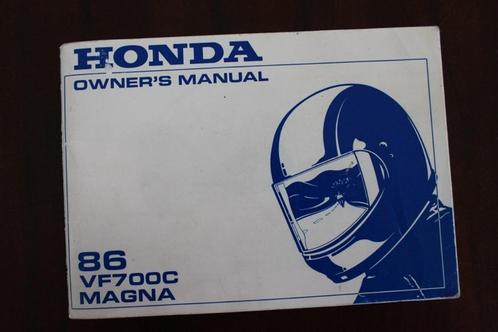 HONDA
OWNER'S MANUAL
86
VF700C
MAGNA